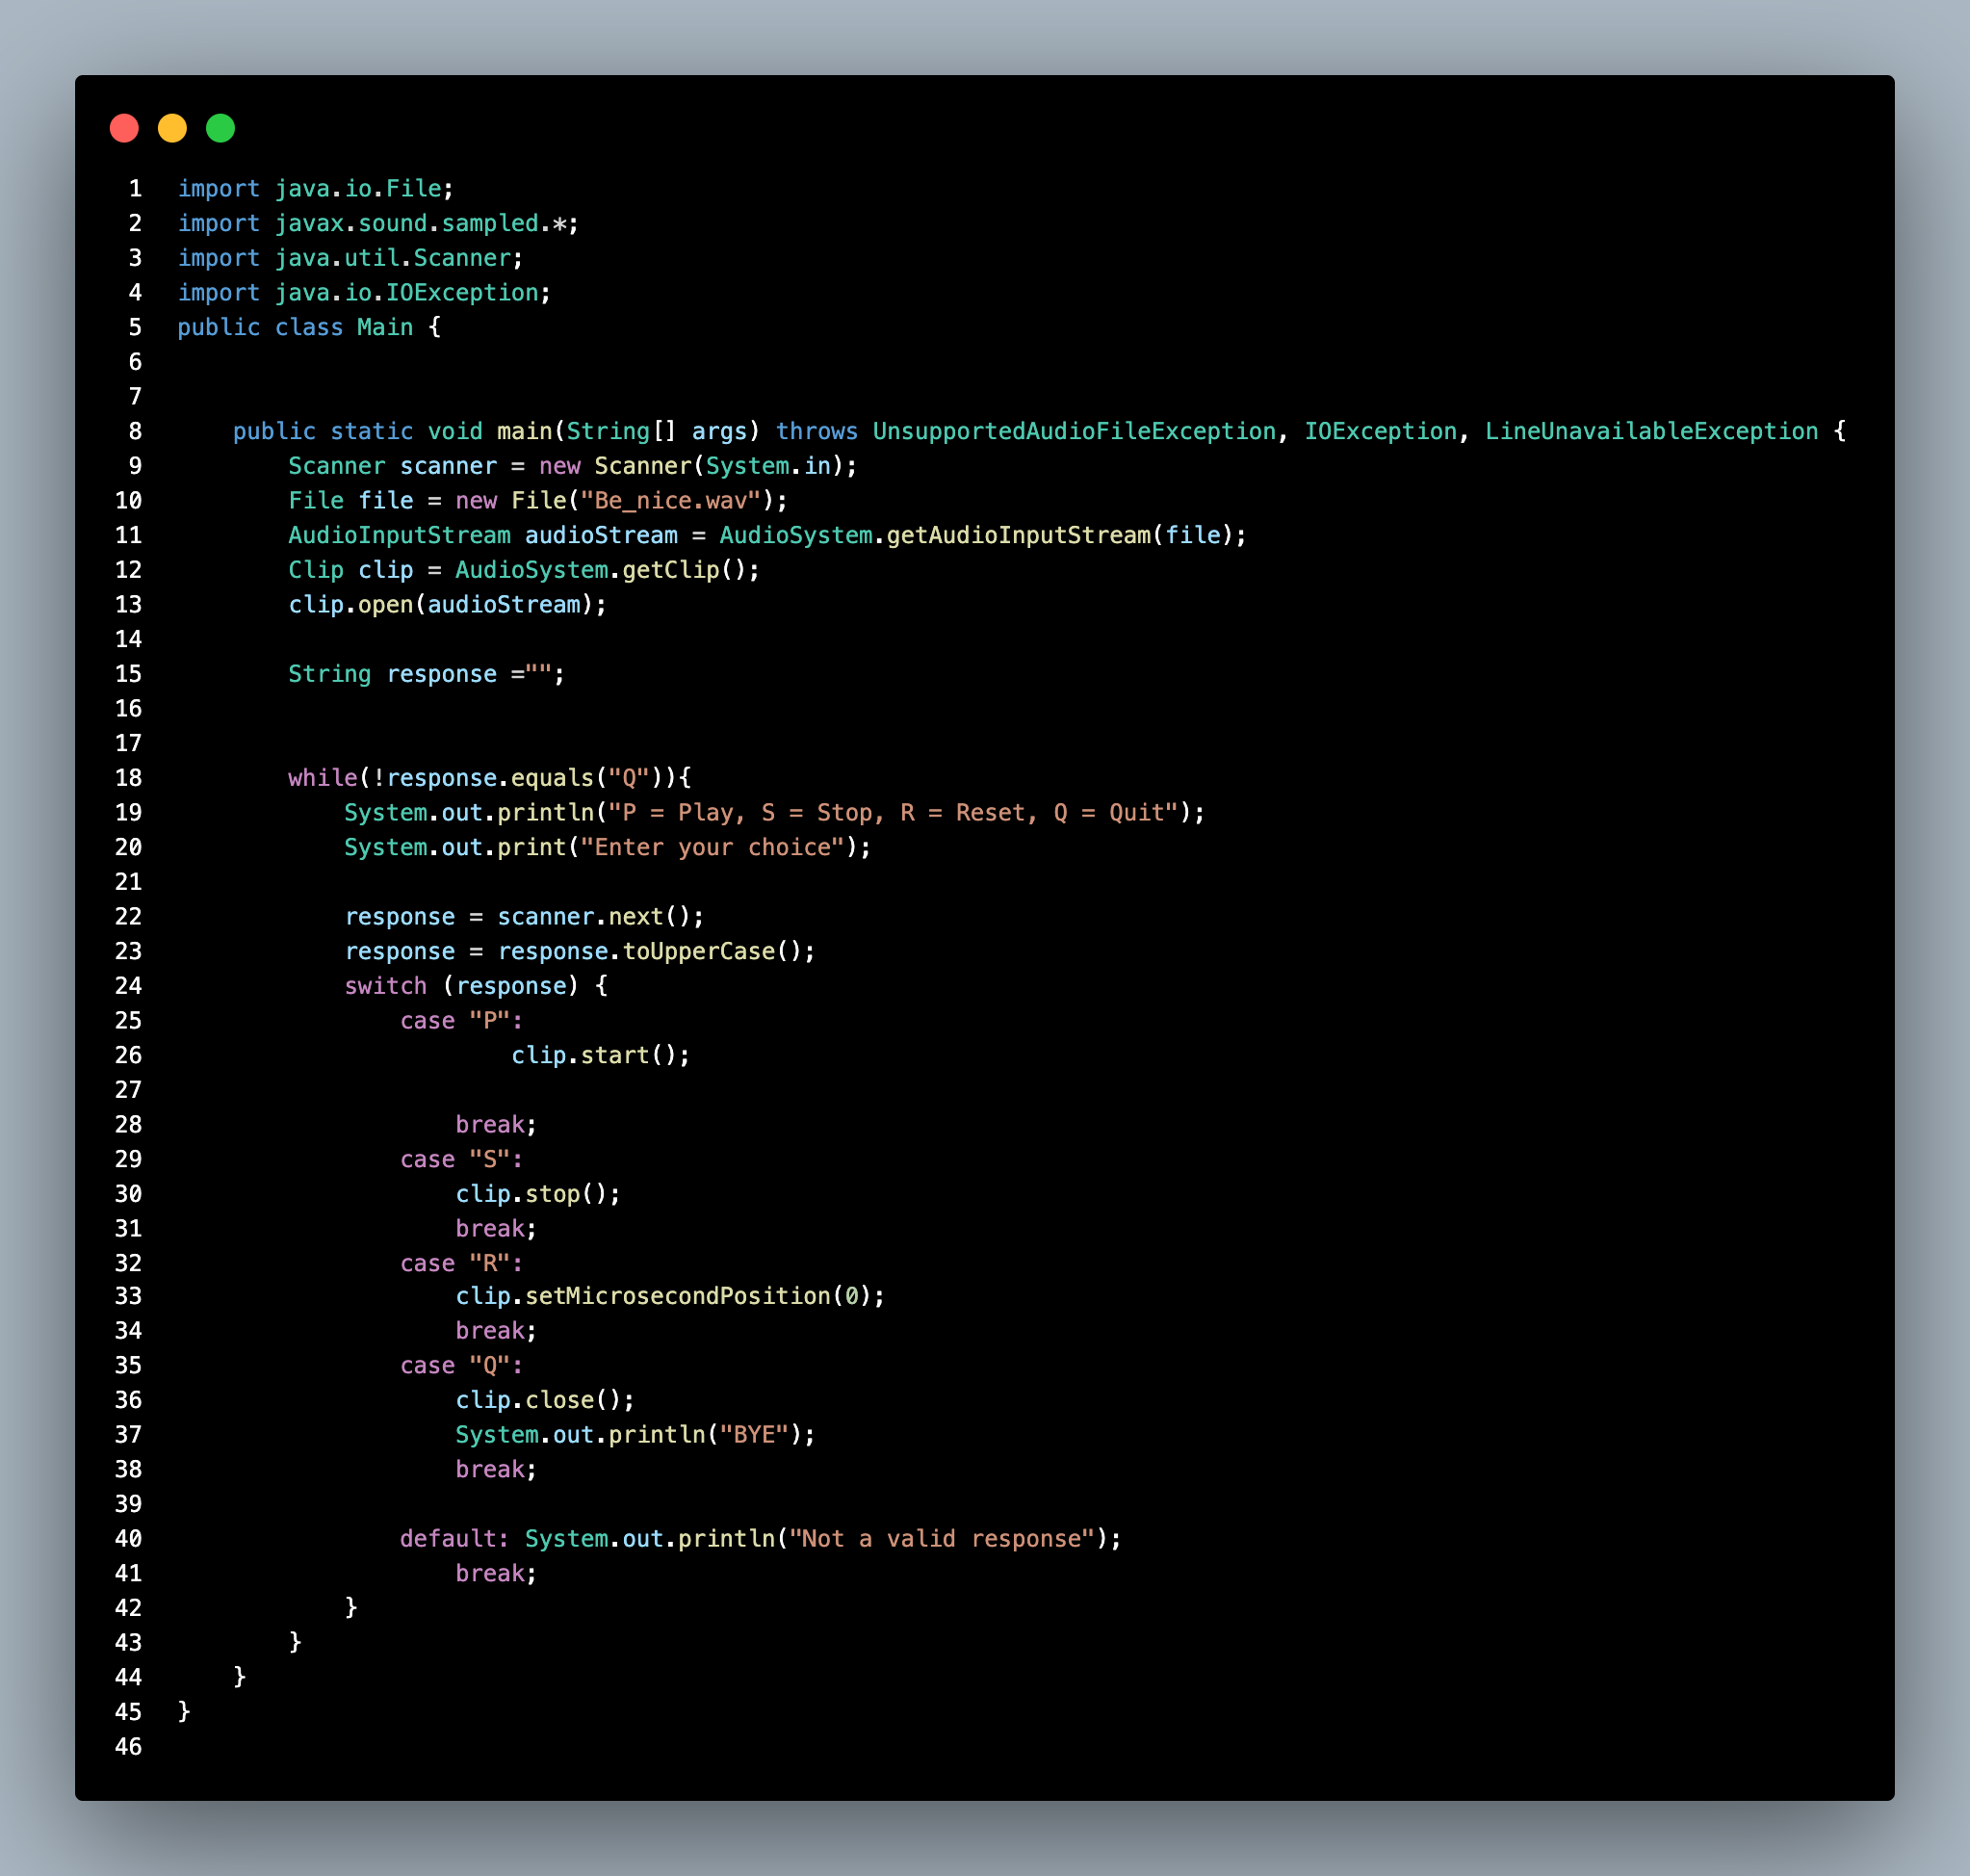 1 import java.io.File;
2 import javax.sound.sampled.*;
3 import java.util.Scanner;
4 import java.io.IOException;
5 public class Main {
6
7
8     public static void main(String[] args) throws UnsupportedAudioFileException, IOException, LineUnavailableException {
9         Scanner scanner = new Scanner(System.in);
10         File file = new File("Be_nice.wav");
11         AudioInputStream audioStream = AudioSystem.getAudioInputStream(file);
12         Clip clip = AudioSystem.getClip();
13         clip.open(audioStream);
14
15         String response ="";
16
17
18         while(!response.equals("Q")){
19             System.out.println("P = Play, S = Stop, R = Reset, Q = Quit");
20             System.out.print("Enter your choice");
21
22             response = scanner.next();
23             response = response.toUpperCase();
24             switch (response) {
25                 case "P":
26                         clip.start();
27
28                     break;
29                 case "S":
30                     clip.stop();
31                     break;
32                 case "R":
33                     clip.setMicrosecondPosition(0);
34                     break;
35                 case "Q":
36                     clip.close();
37                     System.out.println("BYE");
38                     break;
39
40                 default: System.out.println("Not a valid response");
41                     break;
42             }
43         }
44     }
45 }
46